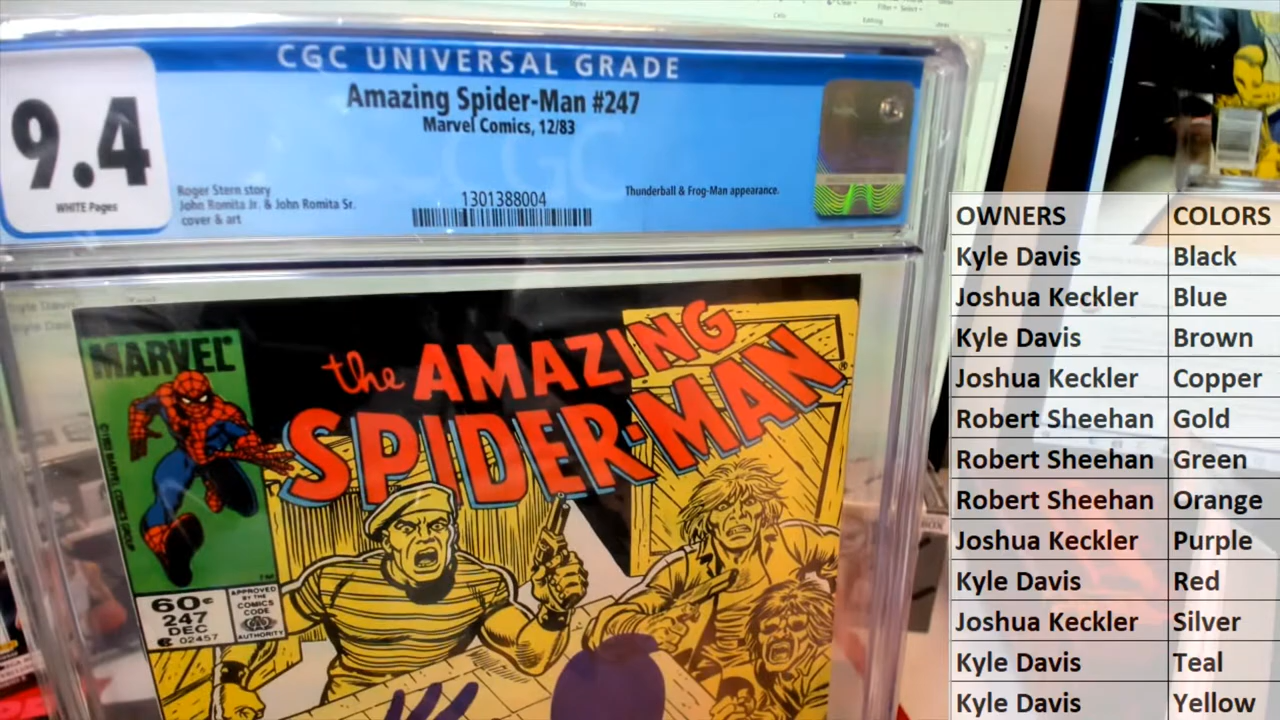 CGC UNIVERSAL GRADE
9.4
WHITE Pages
Amazing Spider-Man #247
Marvel Comics, 12/83
Roger Stern story
John Romita Jr. & John Romita Sr.
cover & art
1301388004
Thunderball & Frog-Man appearance.
CGC
MARVEL
the AMAZING
SPIDER-MAN
60¢
247
DEC
02457
APPROVED
BY THE
COMICS
CODE
AUTHORITY
OWNERS COLORS
Kyle Davis Black
Joshua Keckler Blue
Kyle Davis Brown
Joshua Keckler Copper
Robert Sheehan Gold
Robert Sheehan Green
Robert Sheehan Orange
Joshua Keckler Purple
Kyle Davis Red
Joshua Keckler Silver
Kyle Davis Teal
Kyle Davis Yellow